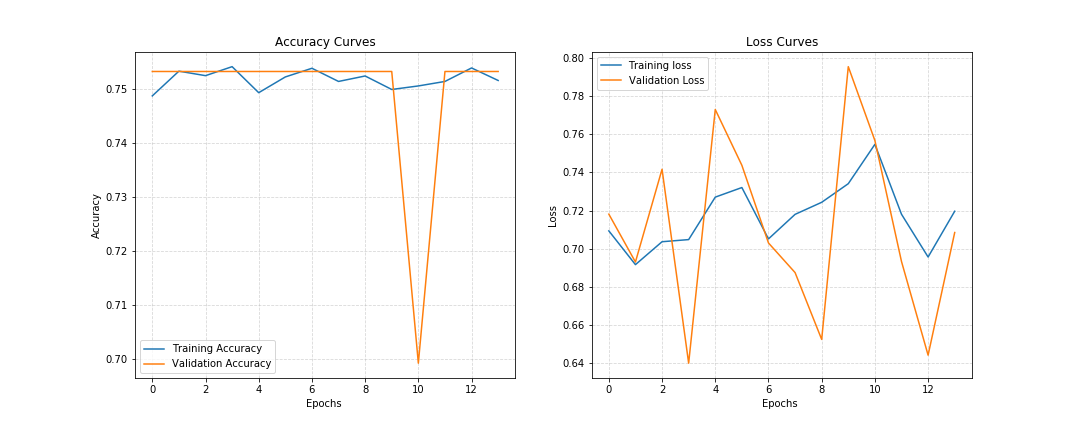 Accuracy Curves
Accuracy
0.75
0.74
0.73
0.72
0.71
0.70
Training Accuracy
Validation Accuracy
0 2 4 6 8 10 12
Epochs
Loss Curves
Training loss
Validation Loss
Loss
0.80
0.78
0.76
0.74
0.72
0.70
0.68
0.66
0.64
0 2 4 6 8 10 12
Epochs